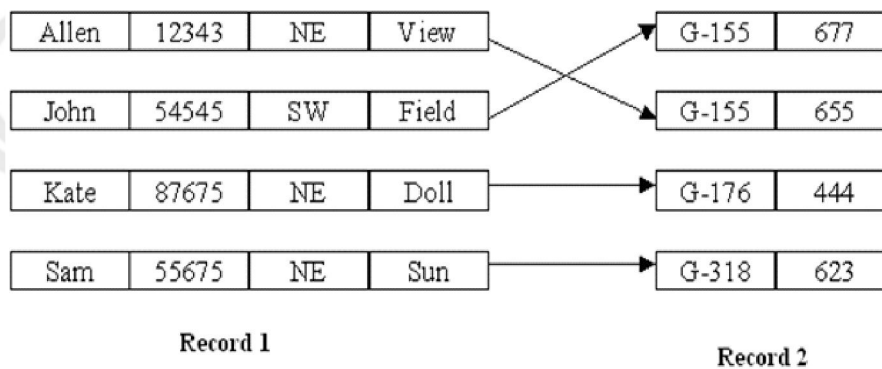 Allen 12343 NE View G-155 677
John 54545 SW Field G-155 655
Kate 87675 NE Doll G-176 444
Sam 55675 NE Sun G-318 623
Record 1
Record 2